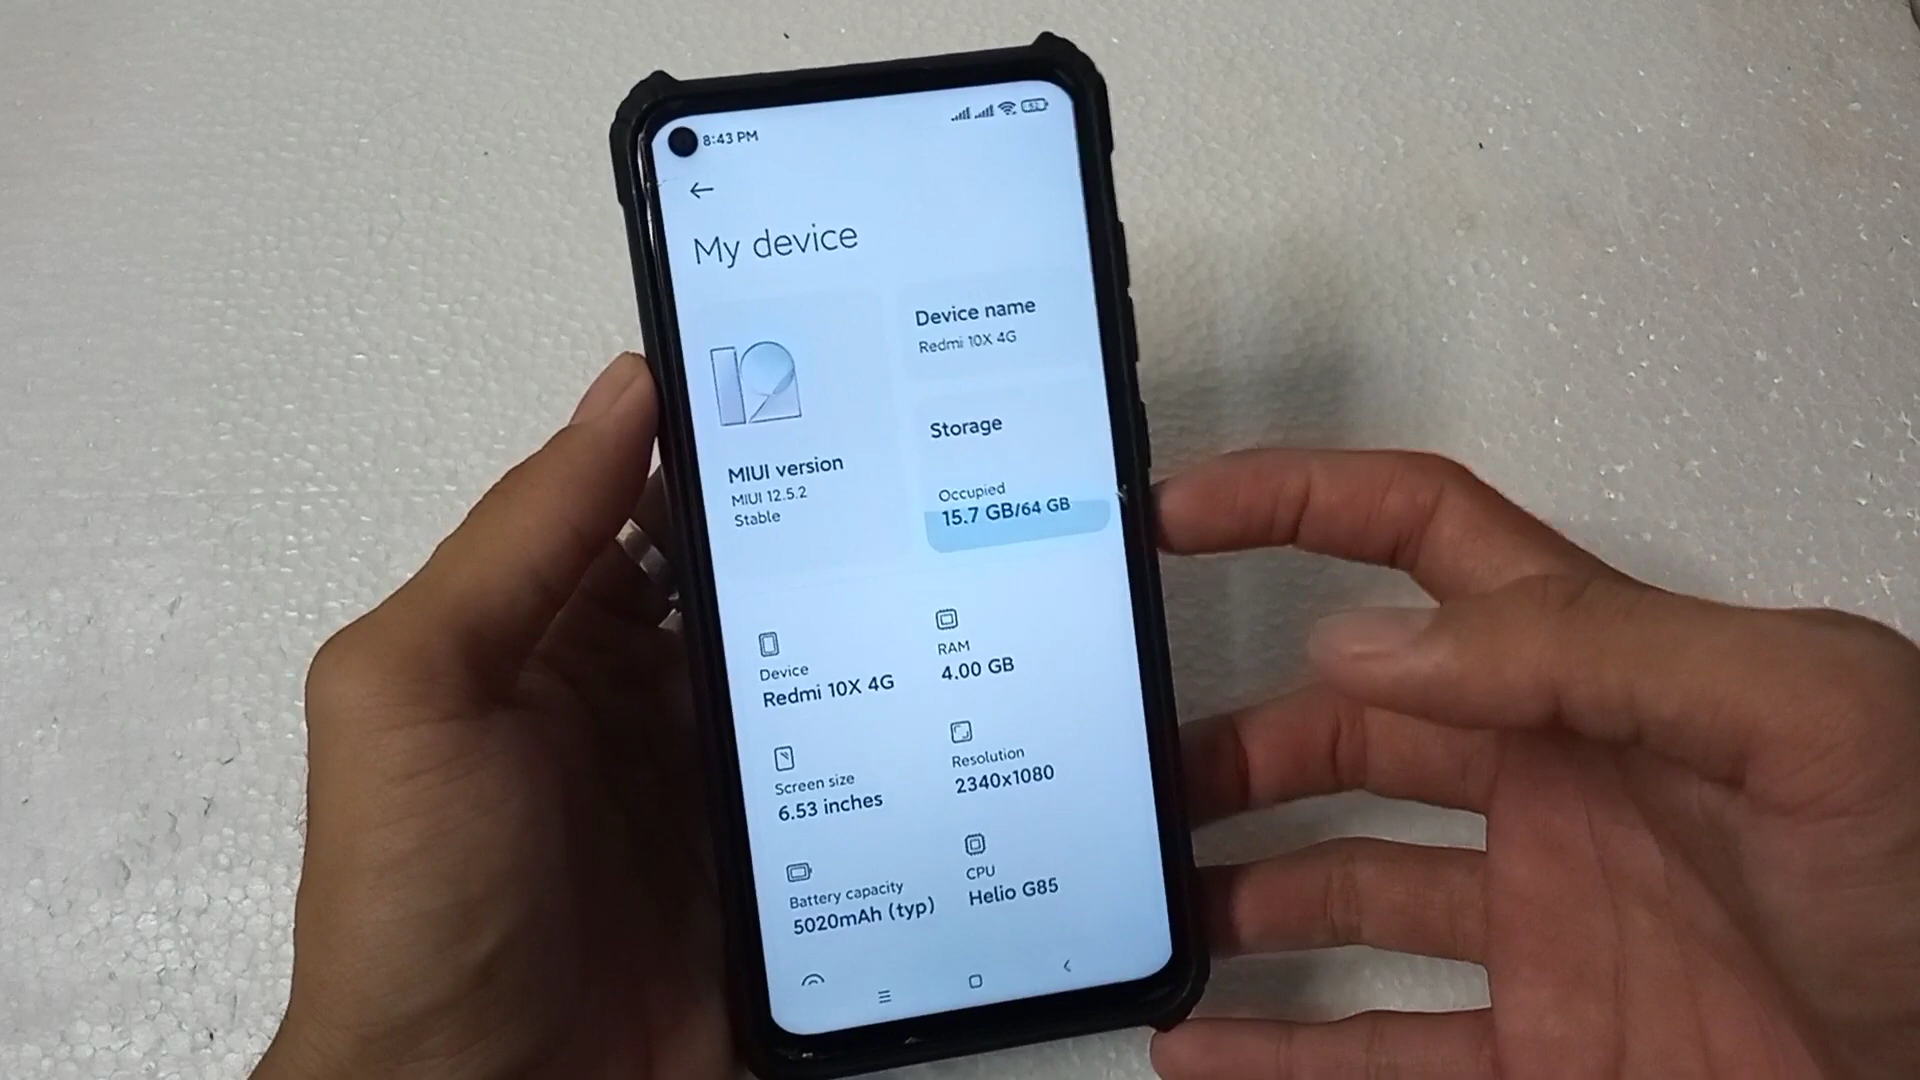 8:43 PM
52
My device
12
MIUI version
MIUI 12.5.2
Stable
Device name
Redmi 10X 4G
Storage
Occupied
15.7 GB/64 GB
Device
Redmi 10X 4G
RAM
4.00 GB
Screen size
6.53 inches
Resolution
2340x1080
Battery capacity
5020mAh (typ)
CPU
Helio G85